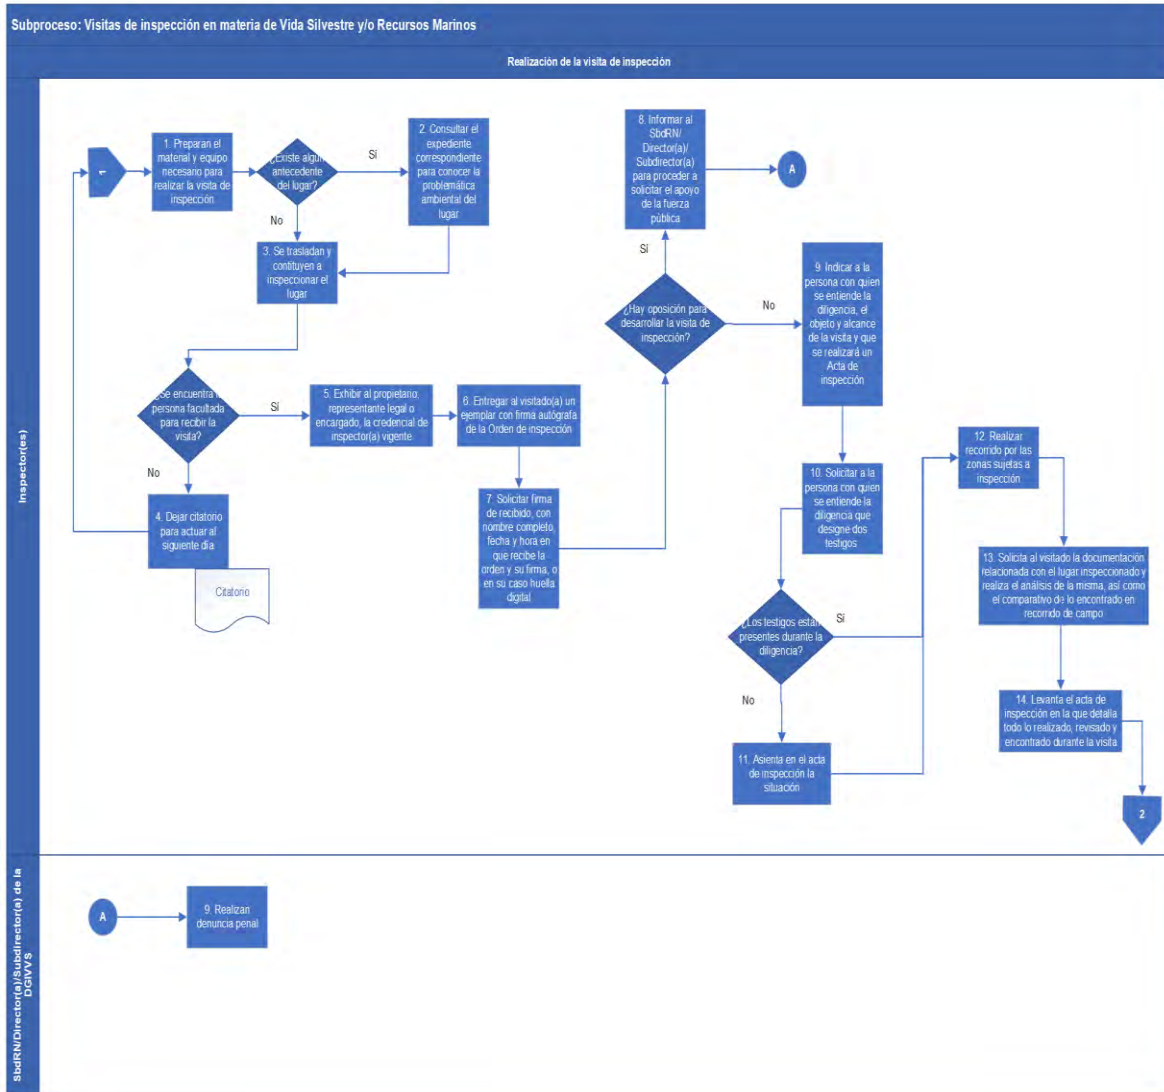 Subproceso: Visitas de inspección en materia de Vida Silvestre y/o Recursos Marinos
Realización de la visita de inspección
Inspector(es)
1
1. Preparan el
material y equipo
necesario para
realizar la visita de
inspección
¿Existe algún
antecedente
del lugar?
Sí
2. Consultar el
expediente
correspondiente
para conocer la
problemática
ambiental del
lugar
No
3. Se trasladan y
contituyen a
inspeccionar el
lugar
¿Se encuentra
persona facultada
para recibir la
visita?
Sí
No
4. Dejar citatorio
para actuar al
siguiente día
Citatorio
5. Exhibir al propietario,
representante legal o
encargado, la credencial de
inspector(a) vigente
6. Entregar al visitado(a) un
ejemplar con firma autógrafa
de la Orden de inspección
7. Solicitar firma
de recibido, con
nombre completo,
fecha y hora en
que recibe la
orden y su firma, o
en su caso huella
digital
¿Hay oposición para
desarrollar la visita de
inspección?
Sí
No
8. Informar al
SbdRN/
Director(a)/
Subdirector(a)
para proceder a
solicitar el apoyo
de la fuerza
pública
A
9. Indicar a la
persona con quien
se entiende la
diligencia, el
objeto y alcance
de la visita y que
se realizará un
Acta de
inspección
10. Solicitar a la
persona con quien
se entiende la
diligencia que
designe dos
testigos
¿Los testigos están
presentes durante la
diligencia?
Sí
No
11. Asienta en el acta
de inspección la
situación
12. Realizar
recorrido por las
zonas sujetas a
inspección
13. Solicita al visitado la documentación
relacionada con el lugar inspeccionado y
realiza el análisis de la misma, así como
el comparativo de lo encontrado en
recorrido de campo
14. Levanta el acta de
inspección en la que detalla
todo lo realizado, revisado y
encontrado durante la visita
2
SbdRN/Director(a)/Subdirector(a) de la
DGIVVS
A
9. Realizan
denuncia penal